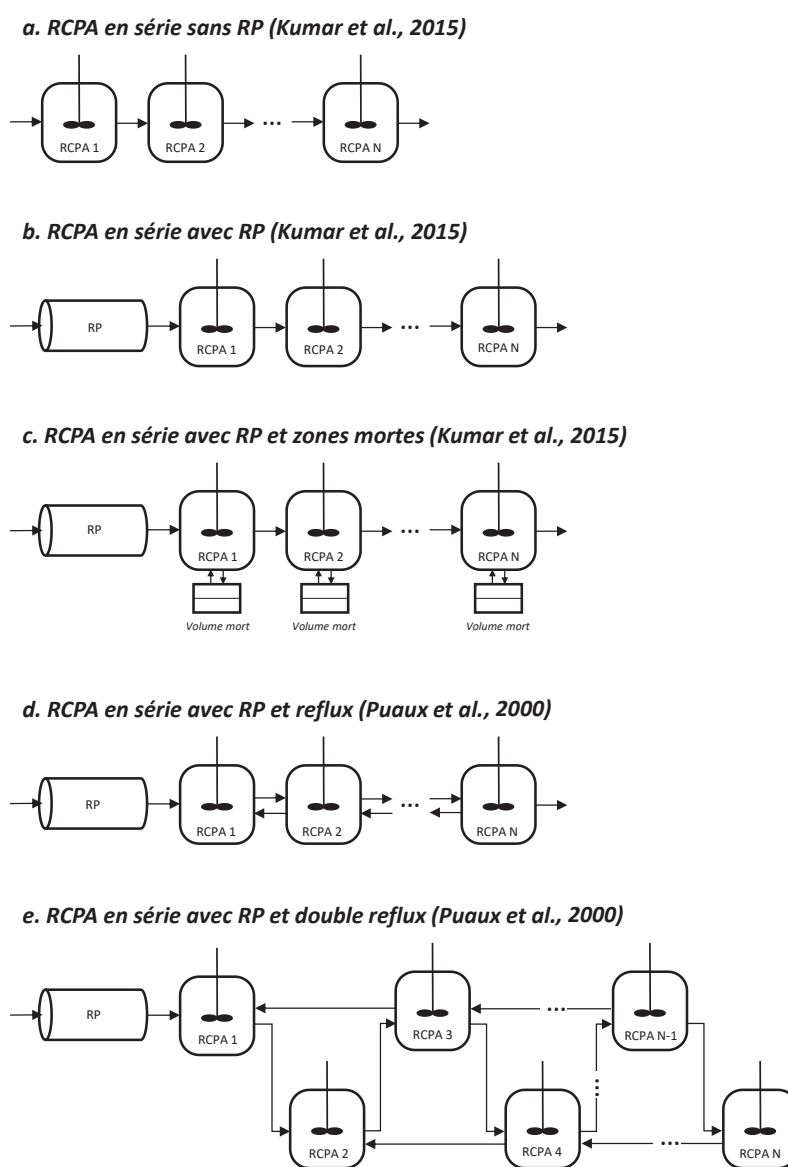 a. RCPA en série sans RP (Kumar et al., 2015)
RCPA 1 RCPA 2 ... RCPA N
b. RCPA en série avec RP (Kumar et al., 2015)
RP RCPA 1 RCPA 2 ... RCPA N
c. RCPA en série avec RP et zones mortes (Kumar et al., 2015)
RP RCPA 1 RCPA 2 ... RCPA N
Volume mort Volume mort Volume mort
d. RCPA en série avec RP et reflux (Puaux et al., 2000)
RP RCPA 1 RCPA 2 ... RCPA N
e. RCPA en série avec RP et double reflux (Puaux et al., 2000)
RP RCPA 1 RCPA 3 ... RCPA N-1
RCPA 2 RCPA 4 ... RCPA N